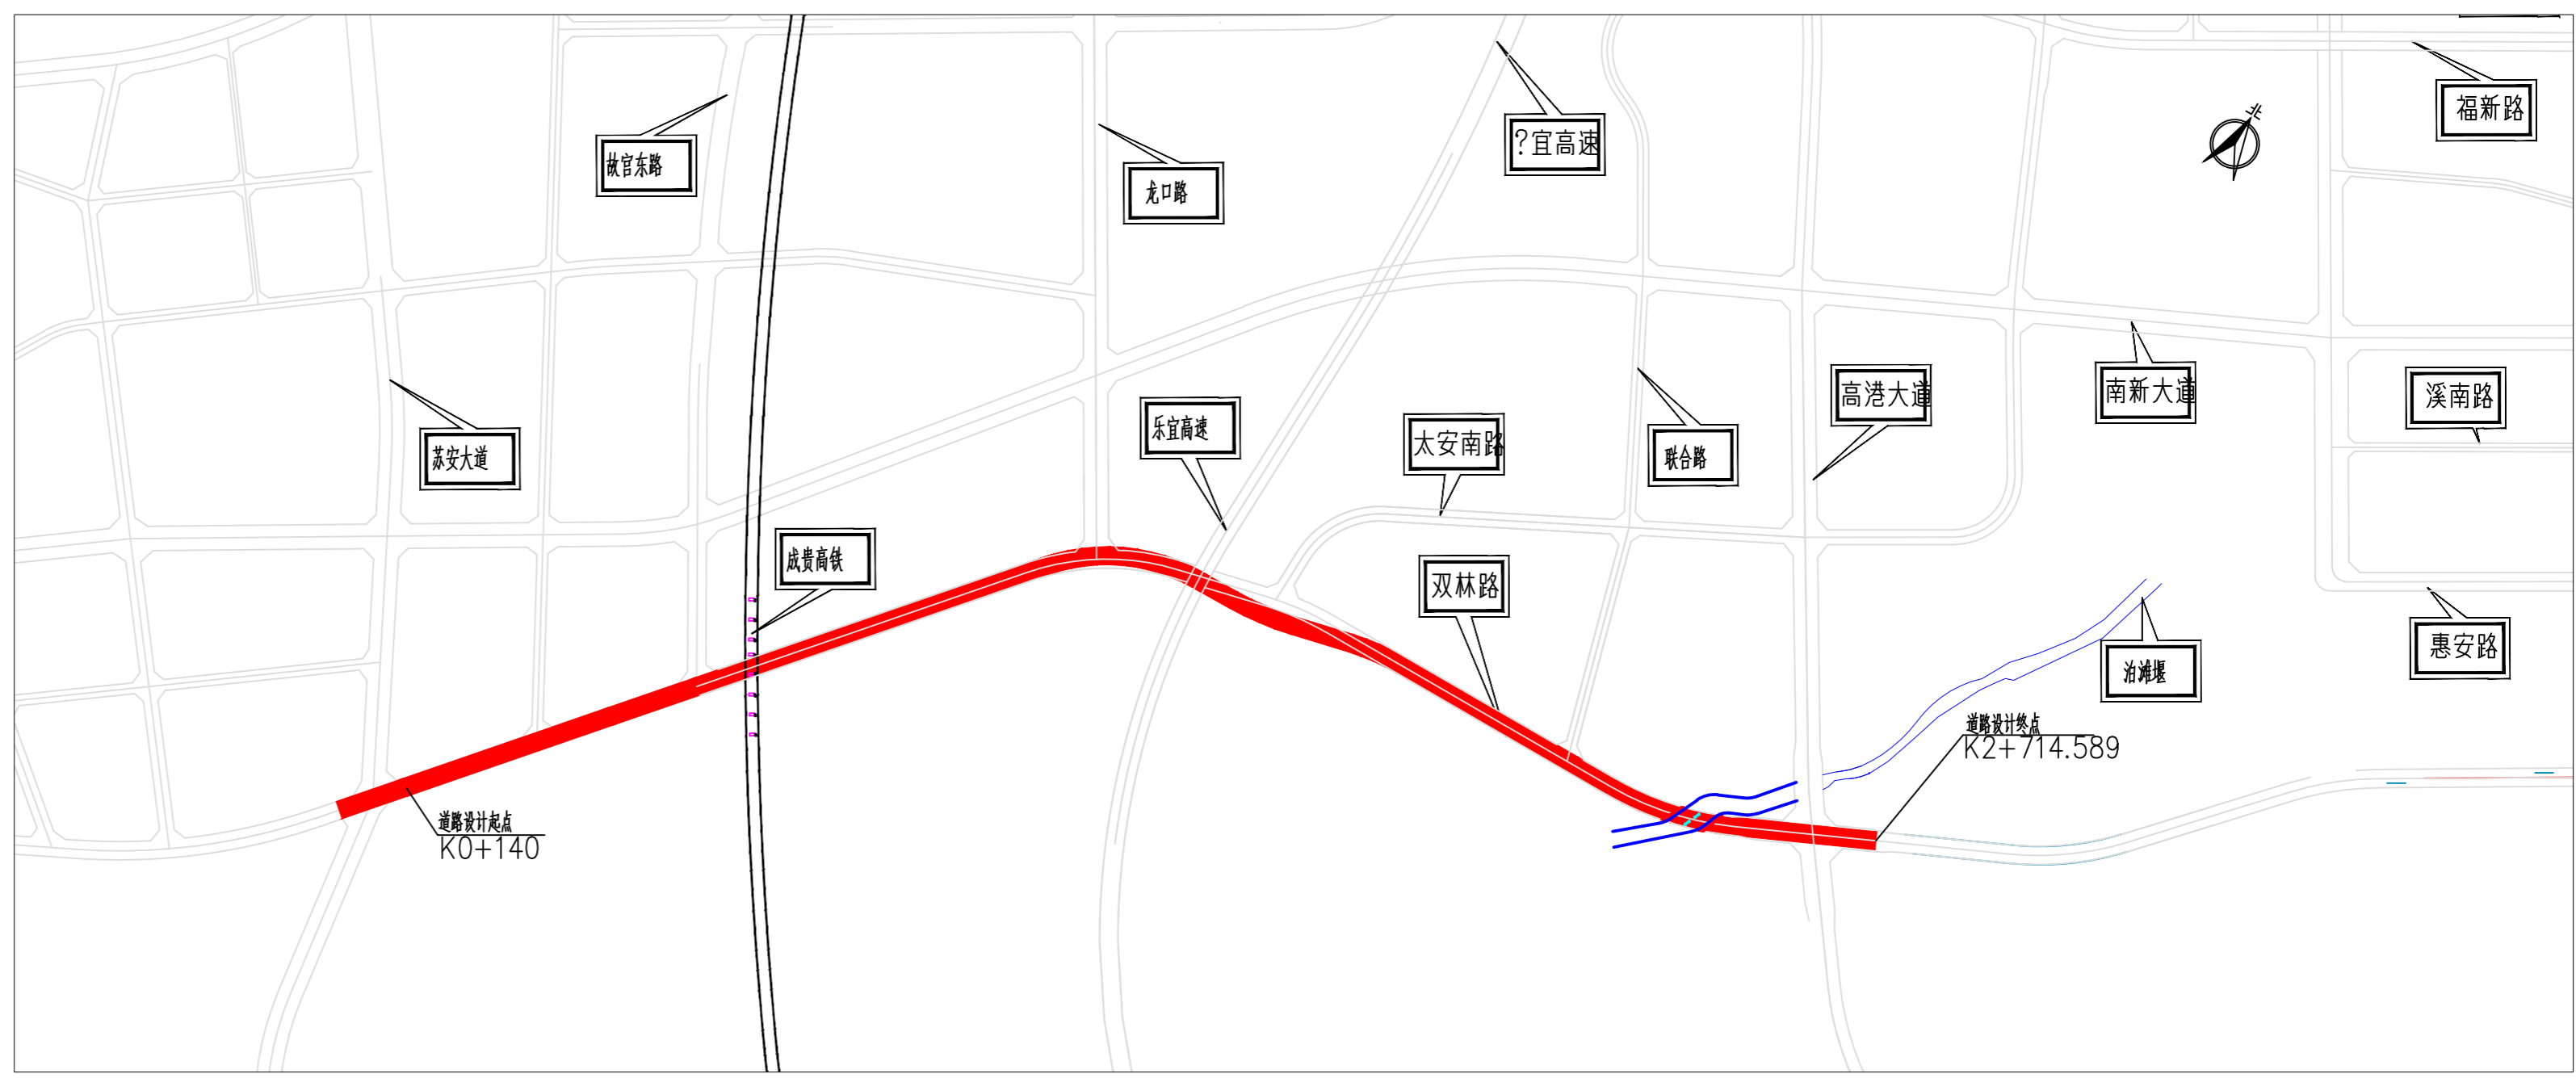 福新路
北
?宜高速
故宫东路
龙口路
南新大道
高港大道
溪南路
乐宜高速
太安南路
联合路
苏安大道
成贵高铁
双林路
惠安路
泊滩堰
道路设计终点
K2+714.589
道路设计起点
K0+140